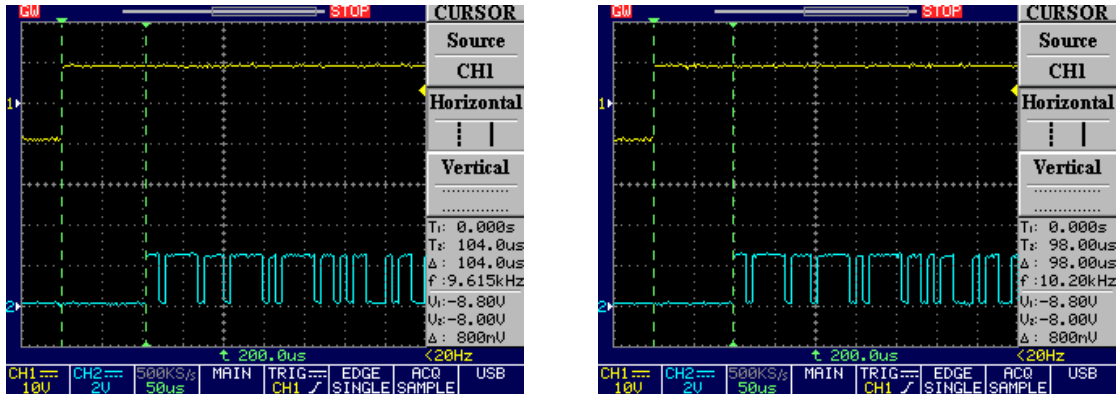 GW STOP CURSOR
Source
CH1
1 Horizontal
Vertical
T₁: 0.000s
T₂: 104.0us
Δ : 104.0us
f :9.615kHz
2 V₁:-8.80V
V₂:-8.00V
Δ : 800mV
200.0us <20Hz
CH1 CH2 500KS/s MAIN TRIG EDGE ACQ USB
10V 2V 50us CH1 SINGLE SAMPLE
GW STOP CURSOR
Source
CH1
1 Horizontal
Vertical
T₁: 0.000s
T₂: 98.00us
Δ : 98.00us
f :10.20kHz
2 V₁:-8.80V
V₂:-8.00V
Δ : 800mV
200.0us <20Hz
CH1 CH2 500KS/s MAIN TRIG EDGE ACQ USB
10V 2V 50us CH1 SINGLE SAMPLE